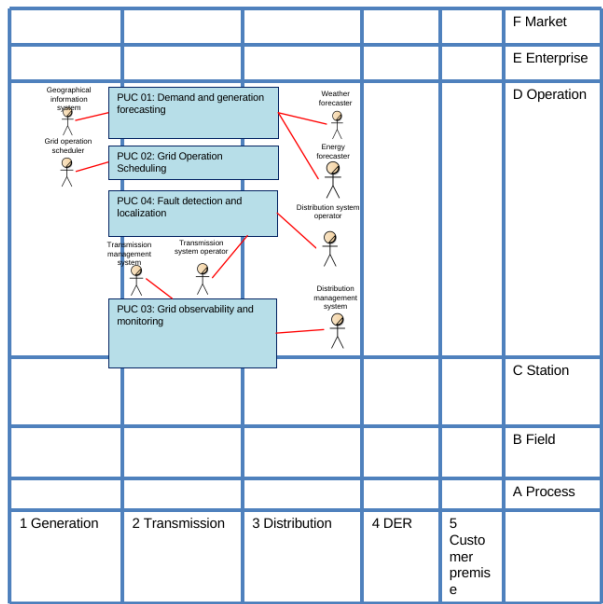 F Market
E Enterprise
D Operation
Geographical
information
system
PUC 01: Demand and generation
forecasting
Weather
forecaster
Grid operation
scheduler
PUC 02: Grid Operation
Scheduling
Energy
forecaster
PUC 04: Fault detection and
localization
Distribution system
operator
Transmission
management
system
Transmission
system operator
Distribution
management
system
PUC 03: Grid observability and
monitoring
C Station
B Field
A Process
1 Generation
2 Transmission
3 Distribution
4 DER
5
Custo
mer
premis
e